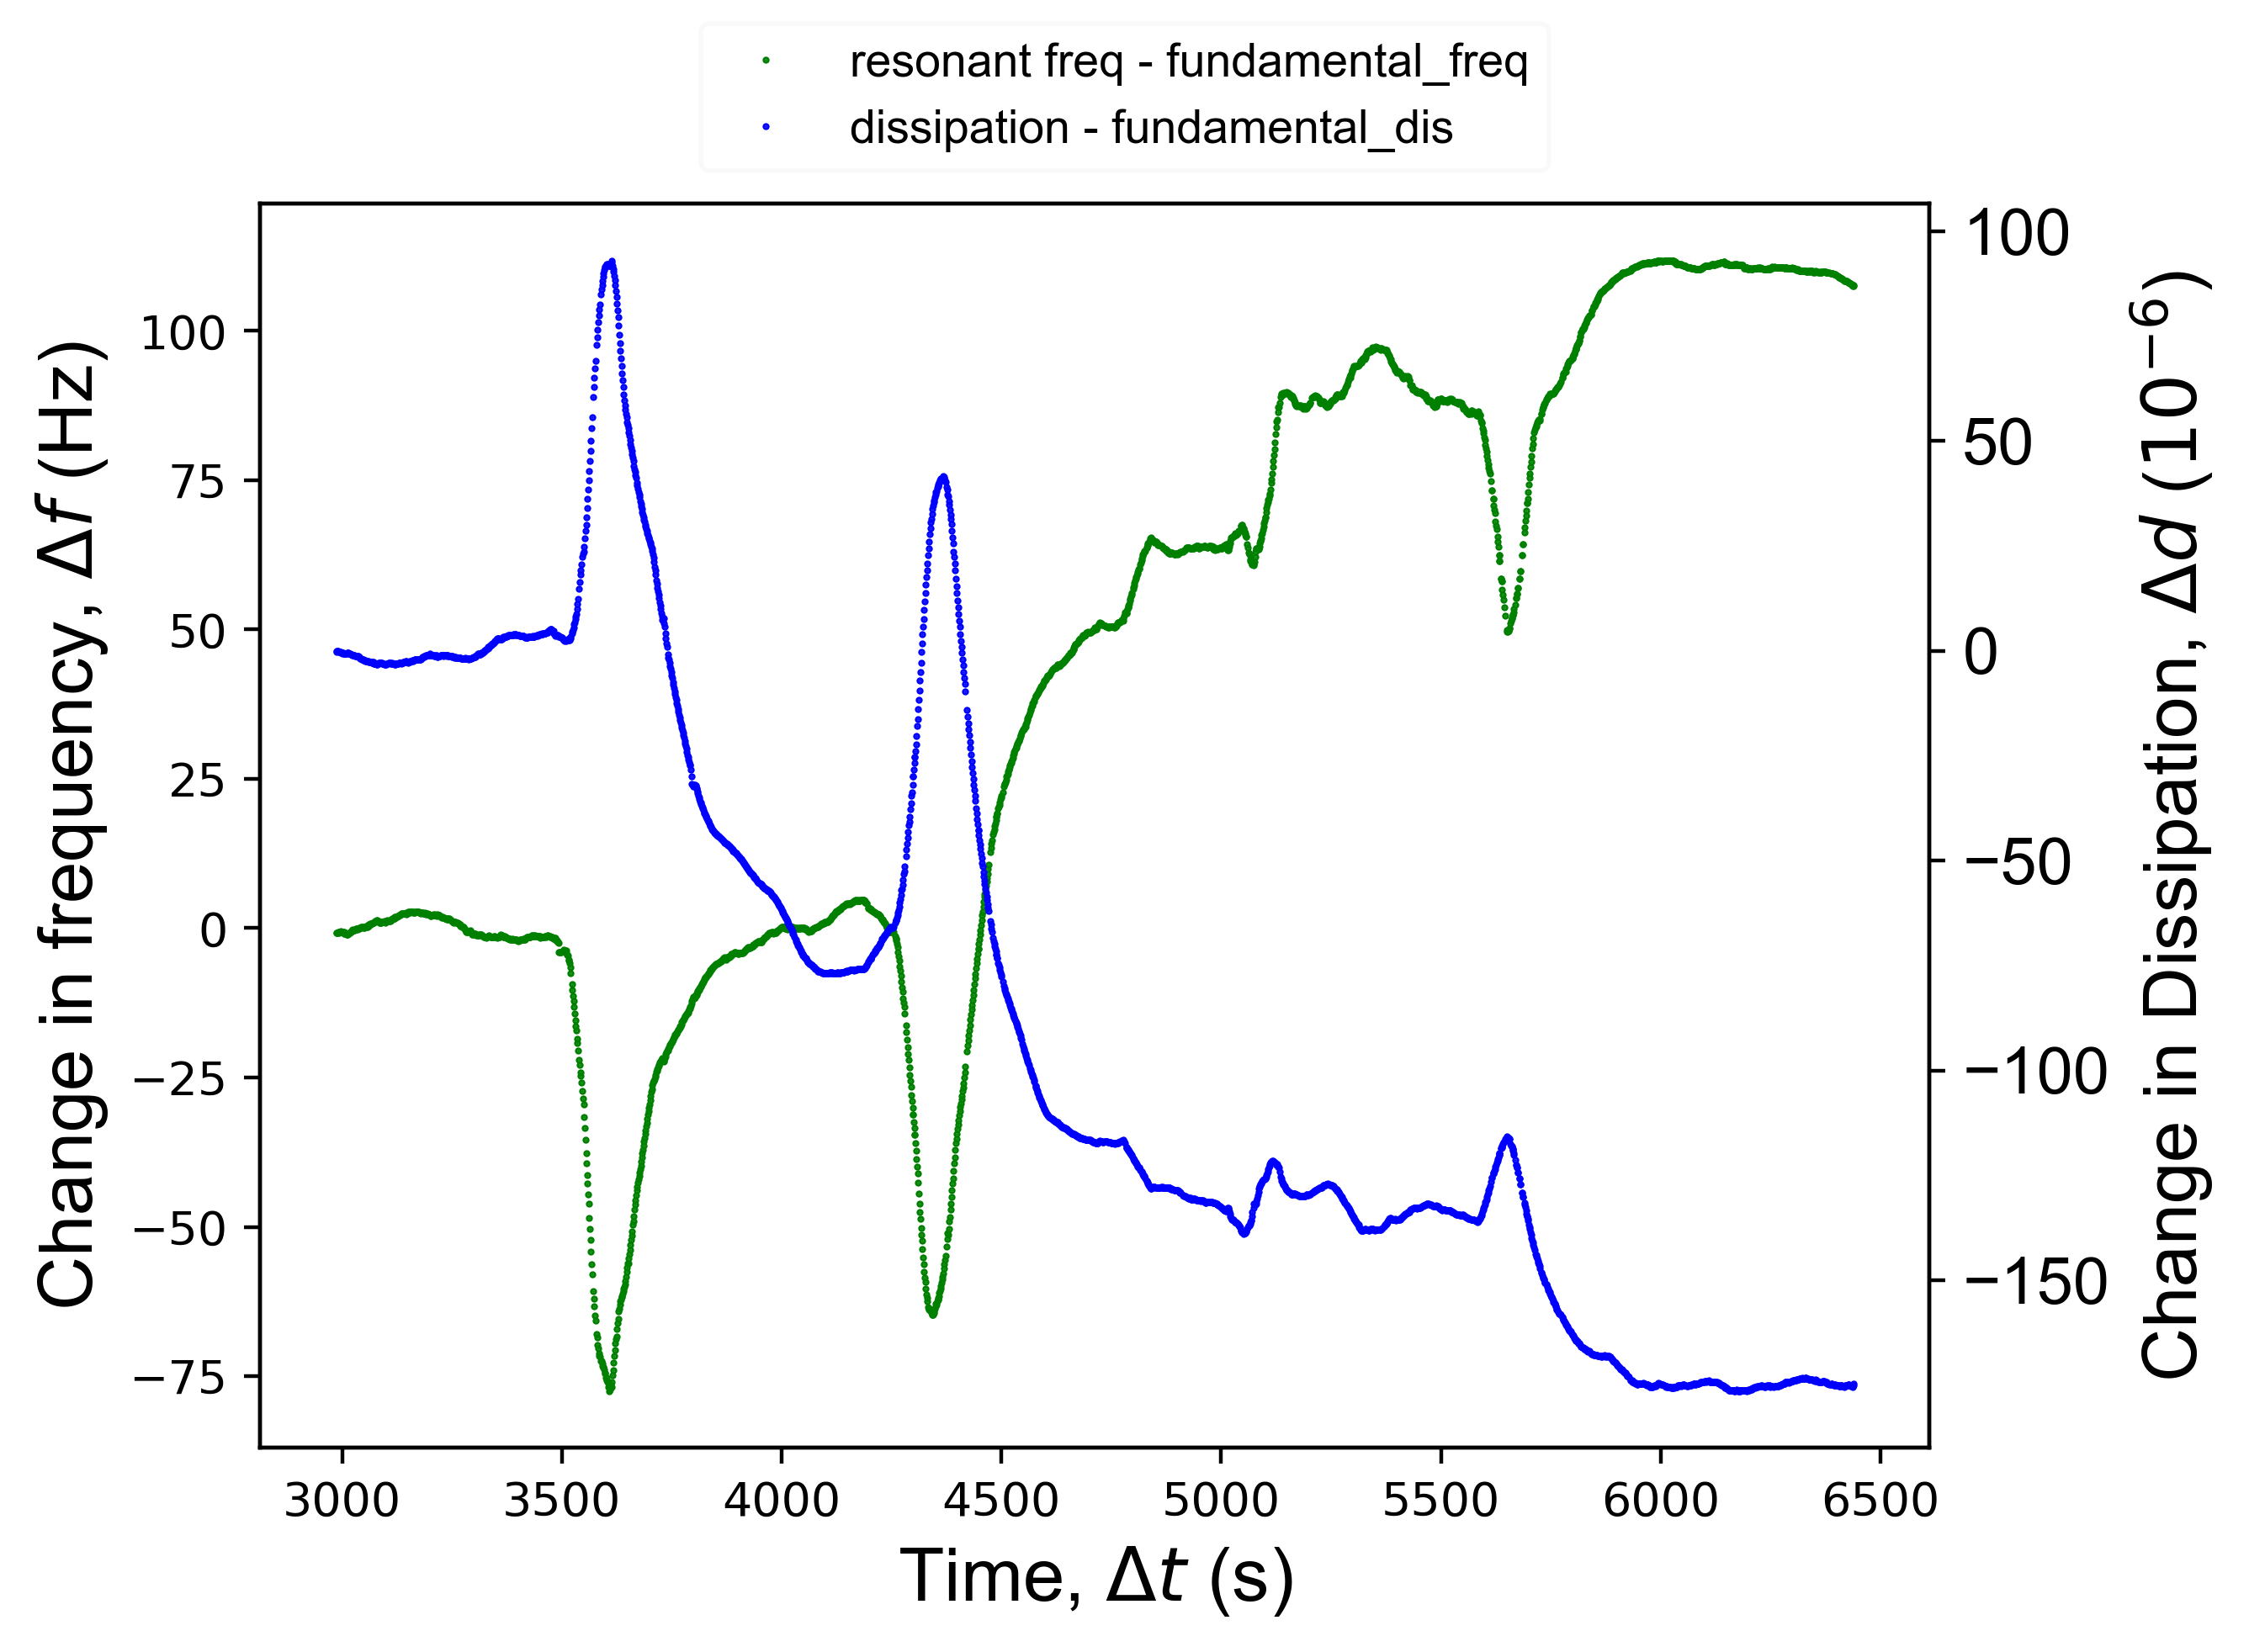 resonant freq - fundamental_freq
dissipation - fundamental_dis
Change in frequency, Δf (Hz)
100
75
50
25
0
−25
−50
−75
100
50
0
−50
−100
−150
Change in Dissipation, Δd (10⁻⁶)
3000 3500 4000 4500 5000 5500 6000 6500
Time, Δt (s)